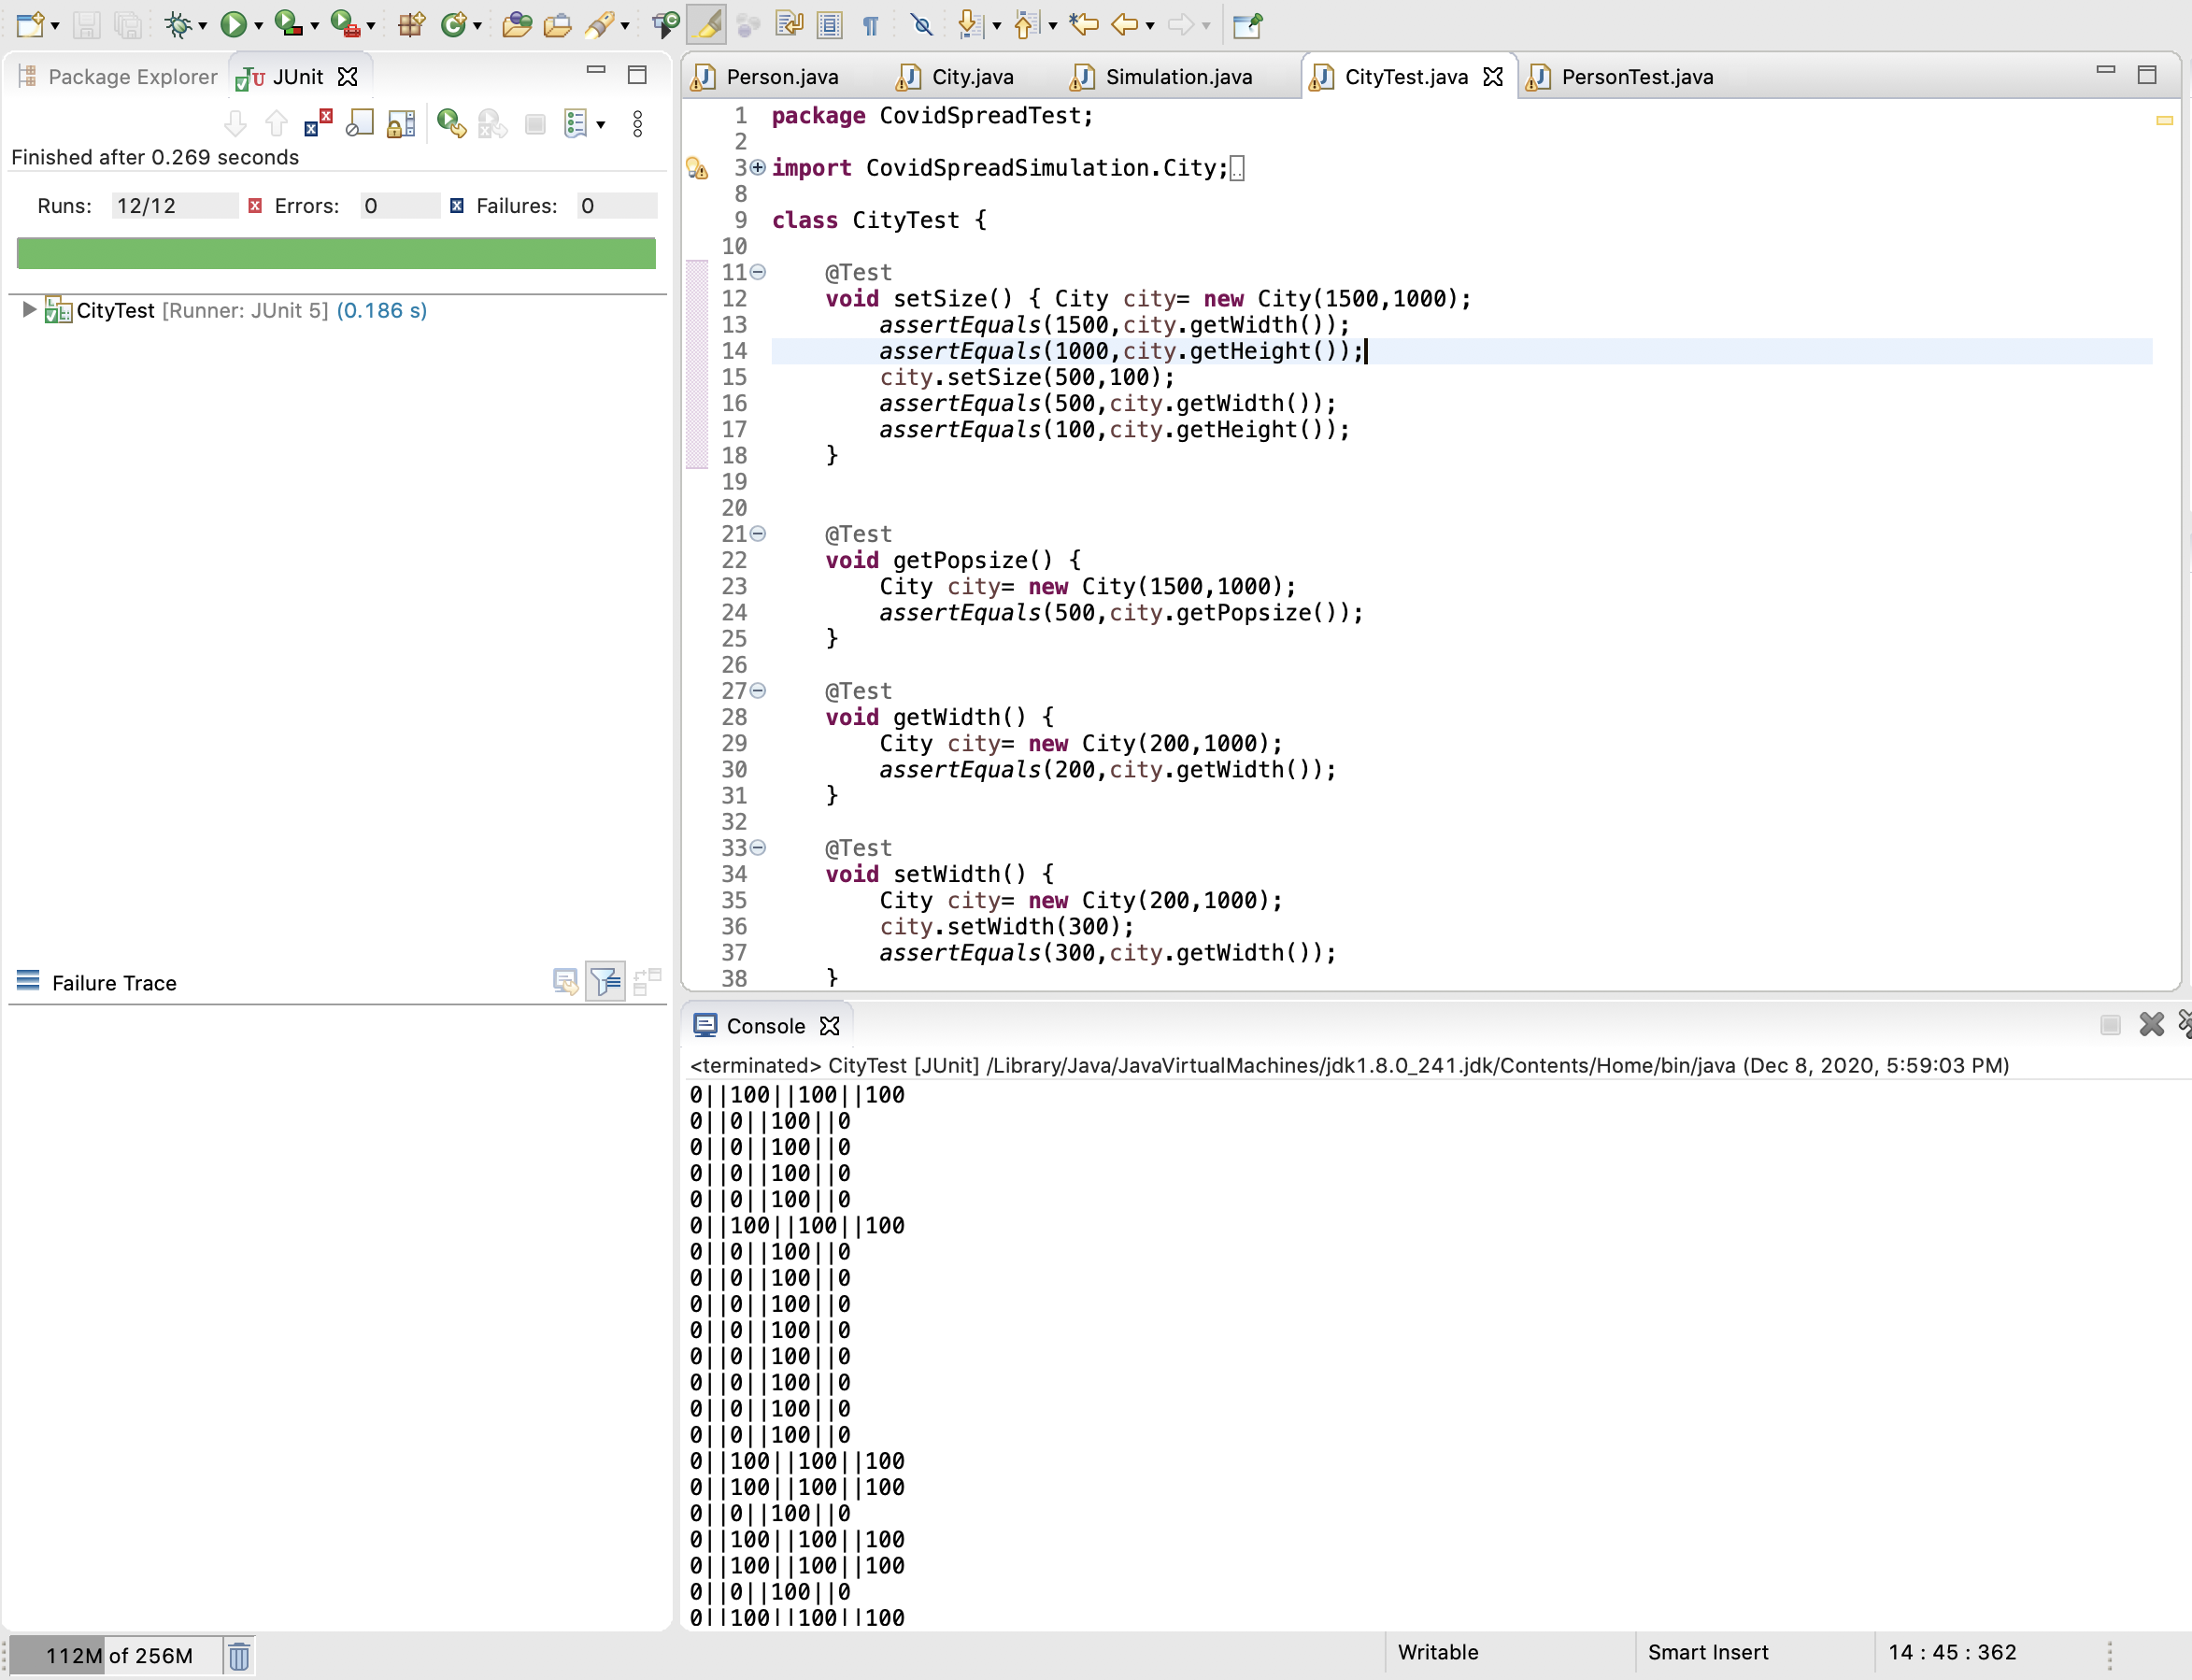 Package Explorer
JUnit
Finished after 0.269 seconds
Runs: 12/12 Errors: 0 Failures: 0
CityTest [Runner: JUnit 5] (0.186 s)
Failure Trace
112M of 256M
Person.java City.java Simulation.java CityTest.java PersonTest.java
1 package CovidSpreadTest;
2
3 import CovidSpreadSimulation.City;
8
9 class CityTest {
10
11 @Test
12 void setSize() { City city= new City(1500,1000);
13 assertEquals(1500,city.getWidth());
14 assertEquals(1000,city.getHeight());
15 city.setSize(500,100);
16 assertEquals(500,city.getWidth());
17 assertEquals(100,city.getHeight());
18 }
19
20
21 @Test
22 void getPopsize() {
23 City city= new City(1500,1000);
24 assertEquals(500,city.getPopsize());
25 }
26
27 @Test
28 void getWidth() {
29 City city= new City(200,1000);
30 assertEquals(200,city.getWidth());
31 }
32
33 @Test
34 void setWidth() {
35 City city= new City(200,1000);
36 city.setWidth(300);
37 assertEquals(300,city.getWidth());
38 }
Console
<terminated> CityTest [JUnit] /Library/Java/JavaVirtualMachines/jdk1.8.0_241.jdk/Contents/Home/bin/java (Dec 8, 2020, 5:59:03 PM)
0||100||100||100
0||0||100||0
0||0||100||0
0||0||100||0
0||0||100||0
0||100||100||100
0||0||100||0
0||0||100||0
0||0||100||0
0||0||100||0
0||0||100||0
0||0||100||0
0||0||100||0
0||0||100||0
0||100||100||100
0||100||100||100
0||0||100||0
0||100||100||100
0||100||100||100
0||0||100||0
0||100||100||100
Writable
Smart Insert
14 : 45 : 362